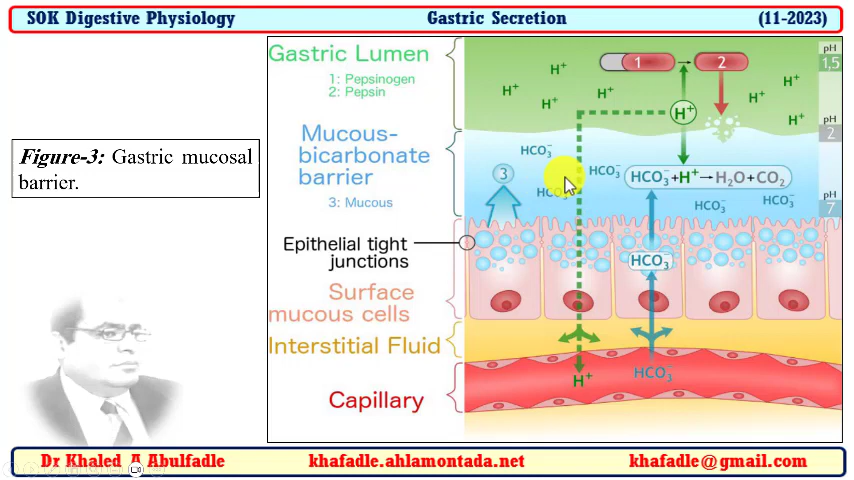 SOK Digestive Physiology Gastric Secretion (11-2023)
Figure-3: Gastric mucosal
barrier.
Gastric Lumen
1: Pepsinogen
2: Pepsin
Mucous-
bicarbonate
barrier
3: Mucous
Epithelial tight
junctions
Surface
mucous cells
Interstitial Fluid
Capillary
1
2
pH
1,5
H⁺
H⁺
H⁺
H⁺
H⁺
H⁺
H⁺
pH
2
HCO₃⁻
HCO₃⁻
HCO₃⁻
3
HCO₃⁻+H⁺→H₂O+CO₂
HCO₃⁻
HCO₃⁻
pH
7
HCO₃⁻
H⁺
HCO₃⁻
Dr Khaled A Abulfadle khafadle.ahlamontada.net khafadle@gmail.com